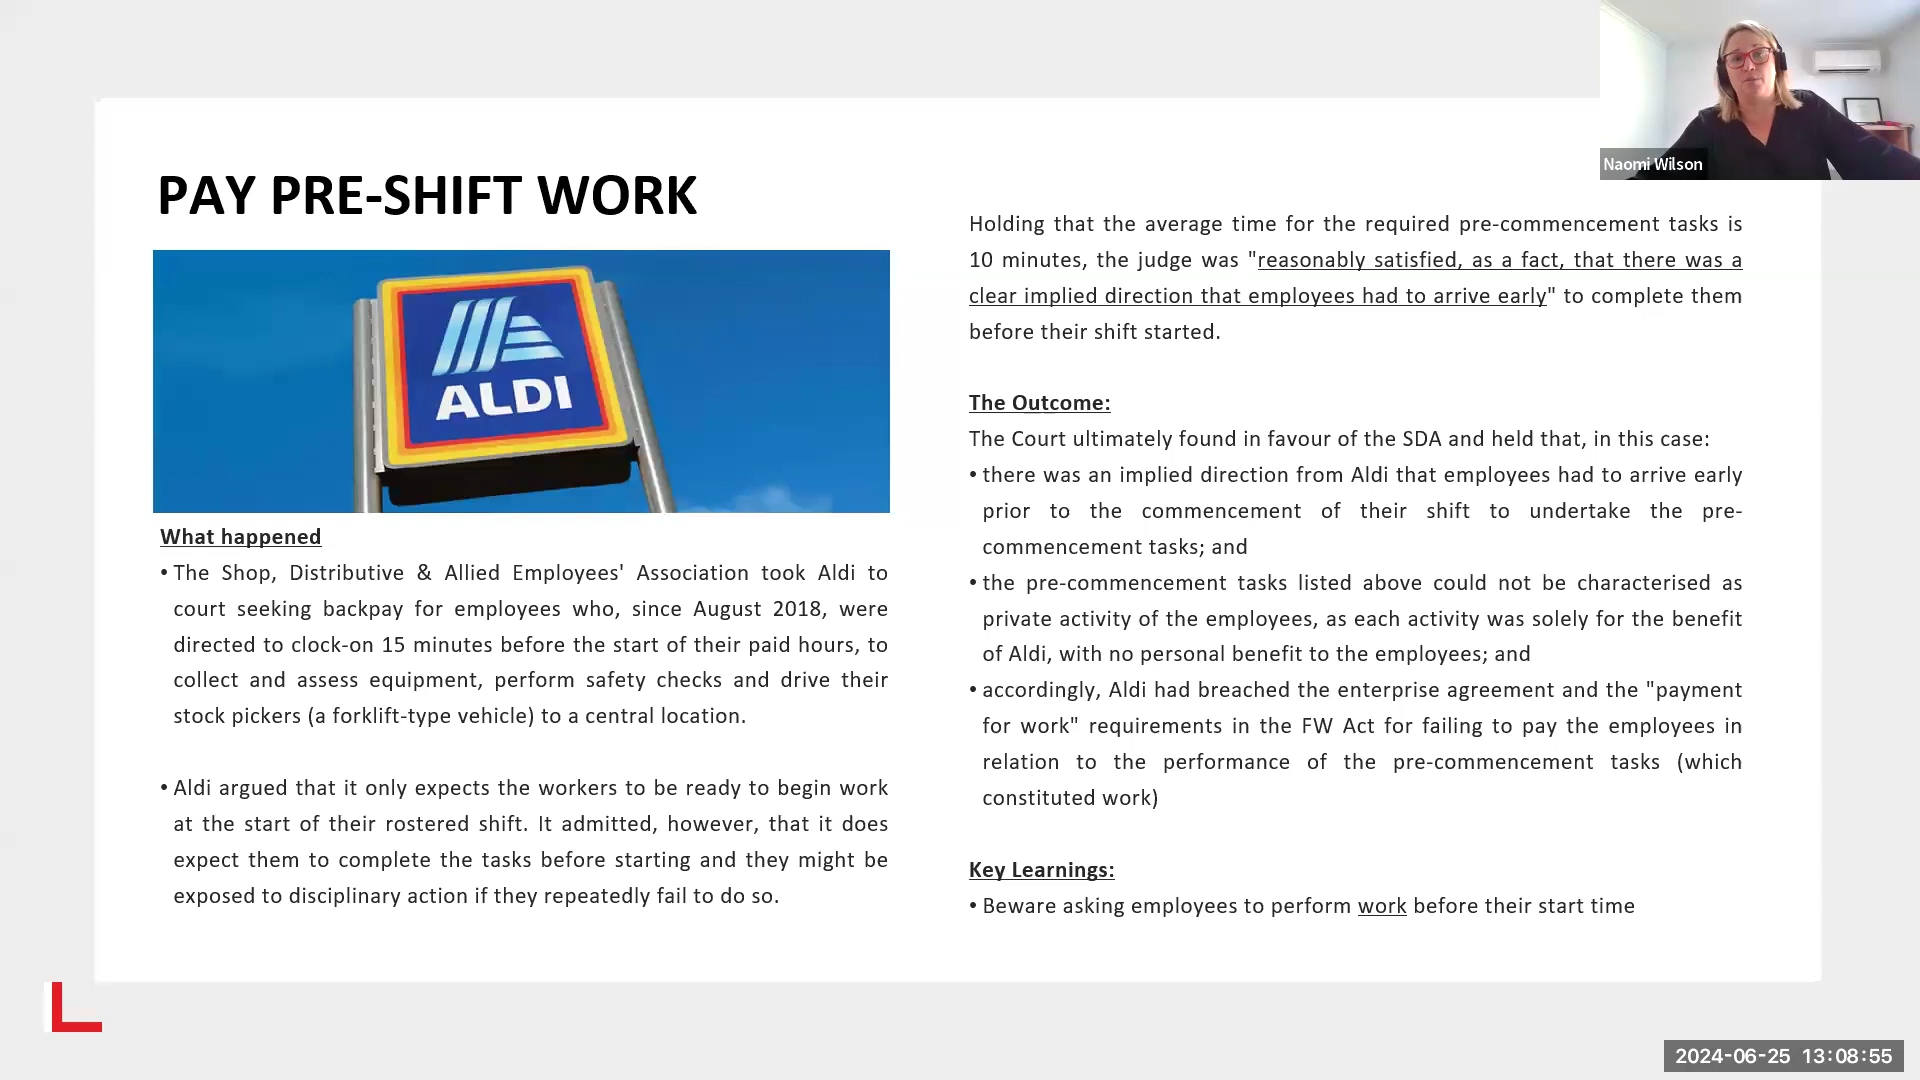 PAY PRE-SHIFT WORK
ALDI
What happened
• The Shop, Distributive & Allied Employees' Association took Aldi to
court seeking backpay for employees who, since August 2018, were
directed to clock-on 15 minutes before the start of their paid hours, to
collect and assess equipment, perform safety checks and drive their
stock pickers (a forklift-type vehicle) to a central location.
• Aldi argued that it only expects the workers to be ready to begin work
at the start of their rostered shift. It admitted, however, that it does
expect them to complete the tasks before starting and they might be
exposed to disciplinary action if they repeatedly fail to do so.
Holding that the average time for the required pre-commencement tasks is
10 minutes, the judge was "reasonably satisfied, as a fact, that there was a
clear implied direction that employees had to arrive early" to complete them
before their shift started.
The Outcome:
The Court ultimately found in favour of the SDA and held that, in this case:
• there was an implied direction from Aldi that employees had to arrive early
prior to the commencement of their shift to undertake the pre-
commencement tasks; and
• the pre-commencement tasks listed above could not be characterised as
private activity of the employees, as each activity was solely for the benefit
of Aldi, with no personal benefit to the employees; and
• accordingly, Aldi had breached the enterprise agreement and the "payment
for work" requirements in the FW Act for failing to pay the employees in
relation to the performance of the pre-commencement tasks (which
constituted work)
Key Learnings:
• Beware asking employees to perform work before their start time
Naomi Wilson
2024-06-25 13:08:55